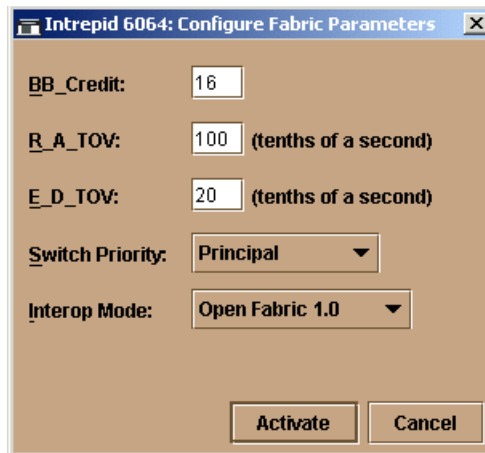 Intrepid 6064: Configure Fabric Parameters
BB_Credit: 16
R_A_TOV: 100 (tenths of a second)
E_D_TOV: 20 (tenths of a second)
Switch Priority: Principal
Interop Mode: Open Fabric 1.0
Activate Cancel